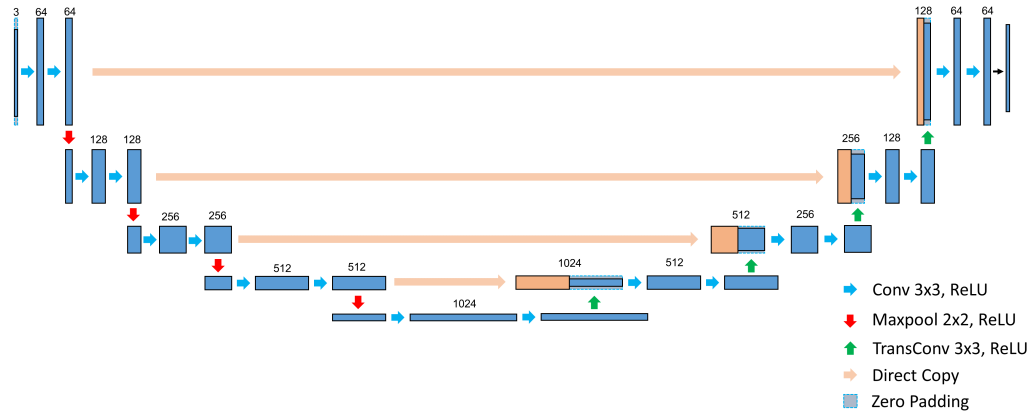 3 64 64 128 64 64
128 128 256 128
256 256 512 256
512 512 1024 512
1024
Conv 3x3, ReLU
Maxpool 2x2, ReLU
TransConv 3x3, ReLU
Direct Copy
Zero Padding